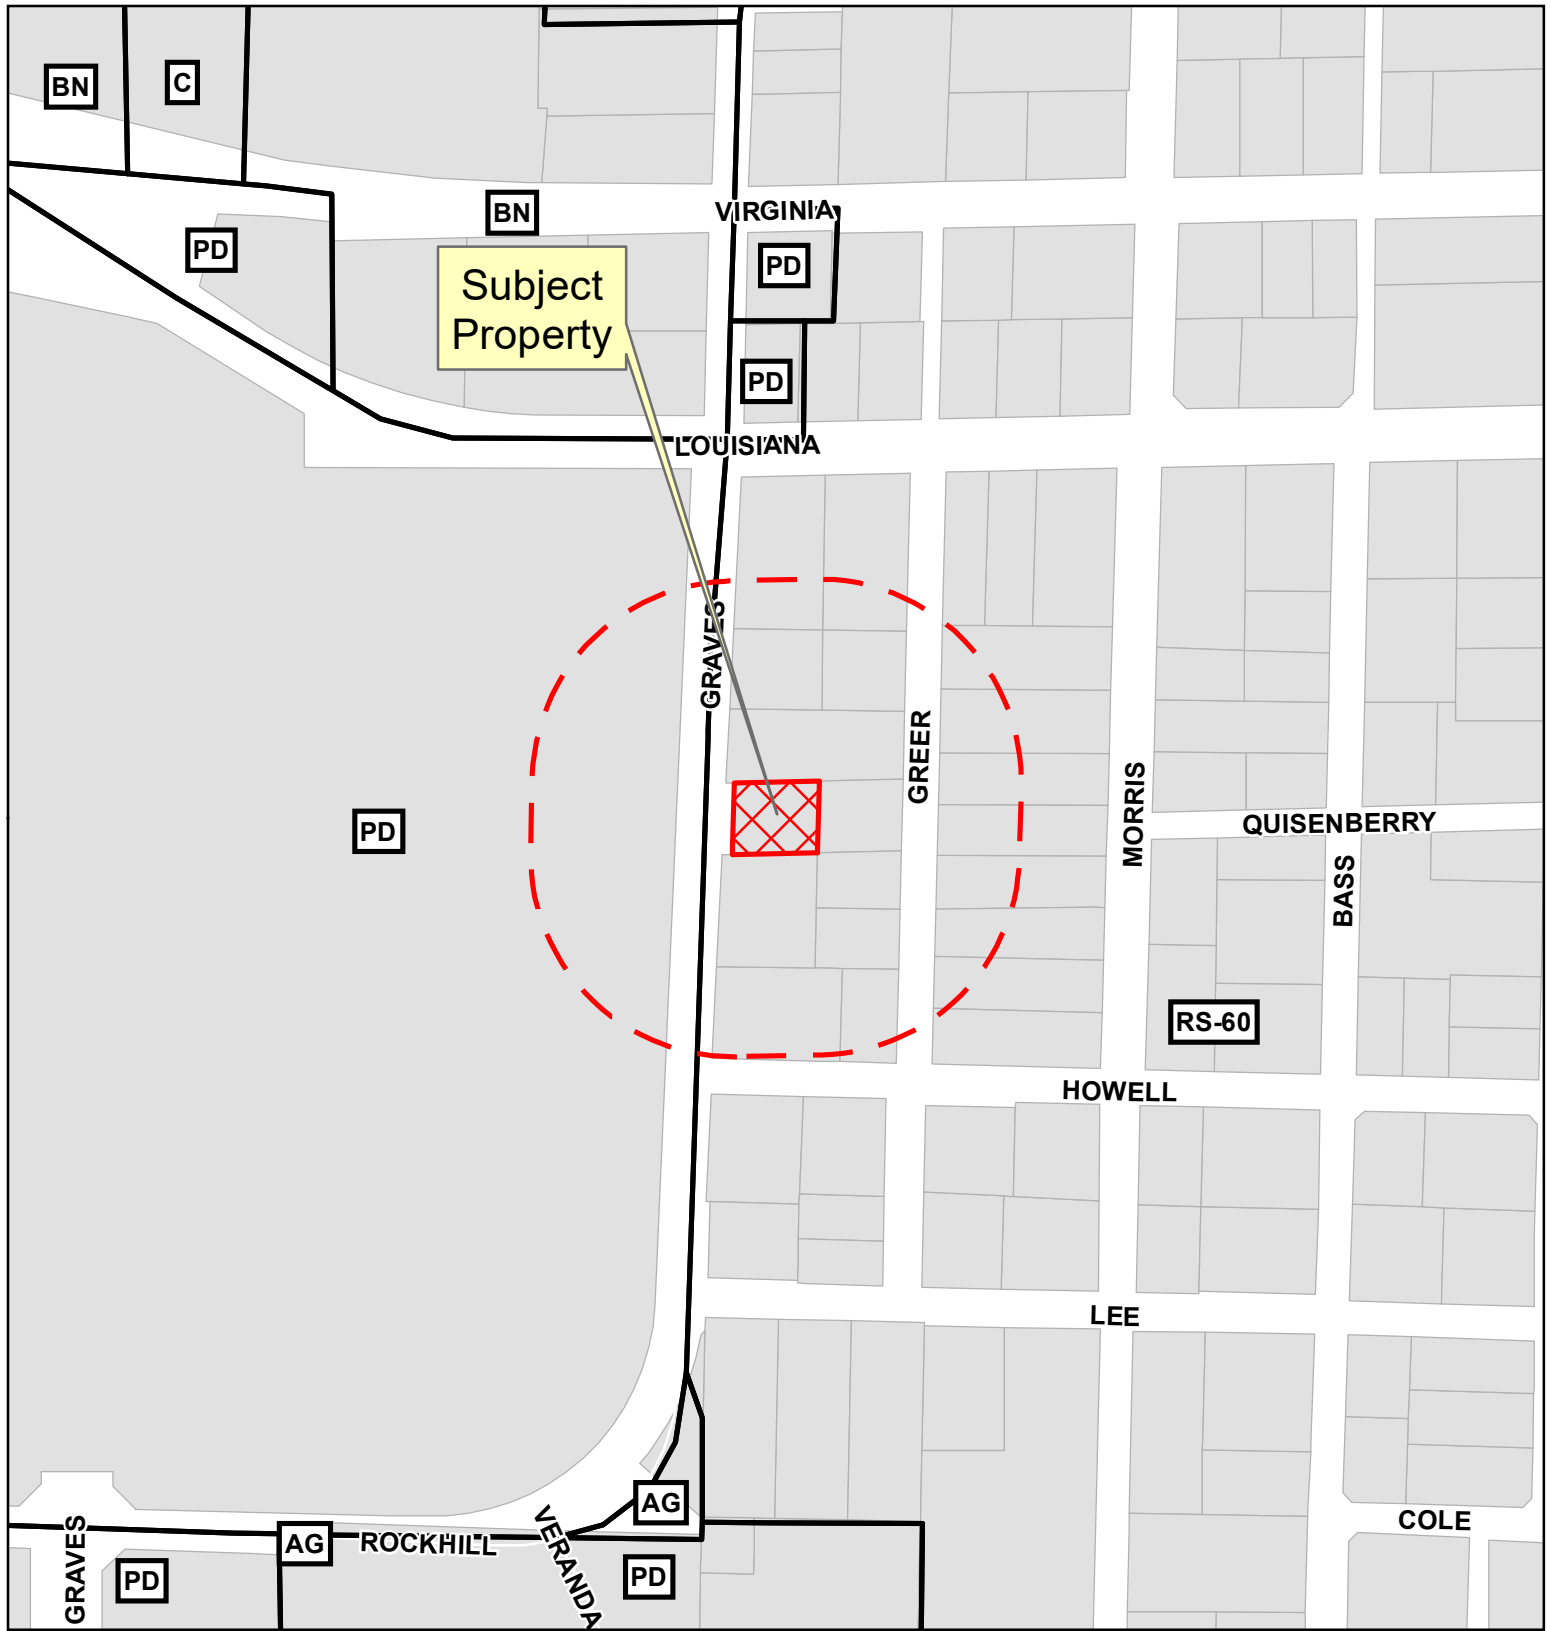 BN
C
BN
VIRGINIA
PD
PD
Subject
Property
PD
LOUISIANA
GRAVES
GREER
MORRIS
PD
QUISENBERRY
BASS
RS-60
HOWELL
LEE
AG
COLE
GRAVES
AG
ROCKHILL
VERANDA
PD
PD